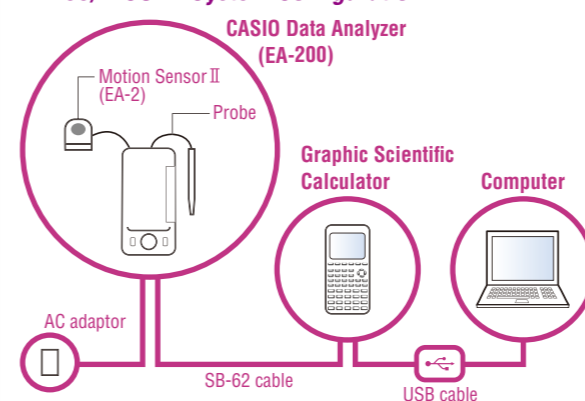 CASIO Data Analyzer
(EA-200)
Motion Sensor Ⅱ
(EA-2)
Probe
Graphic Scientific
Calculator
Computer
AC adaptor
SB-62 cable
USB cable